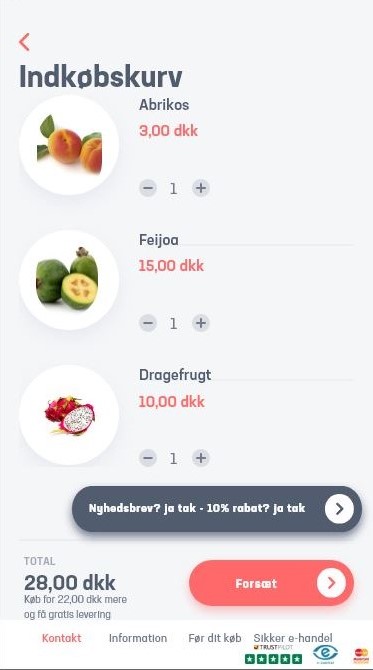 Indkøbskurv
Abrikos
3,00 dkk
1
Feijoa
15,00 dkk
1
Dragefrugt
10,00 dkk
1
Nyhedsbrev? ja tak - 10% rabat? ja tak
TOTAL
28,00 dkk
Køb for 22,00 dkk mere
og få gratis levering
Forsæt
Kontakt Information Før dit køb Sikker e-handel
TRUSTPILOT